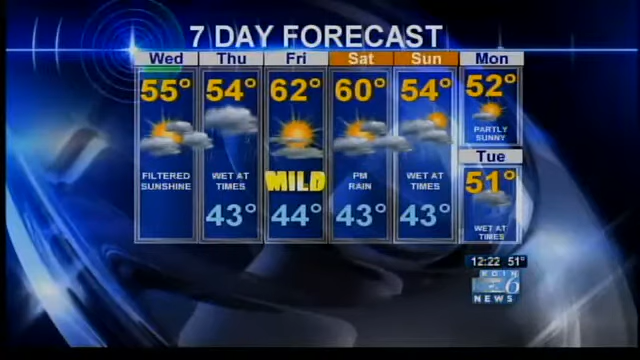 7 DAY FORECAST
Wed
55°
FILTERED
SUNSHINE
Thu
54°
WET AT
TIMES
43°
Fri
62°
MILD
44°
Sat
60°
PM
RAIN
43°
Sun
54°
WET AT
TIMES
43°
Mon
52°
PARTLY
SUNNY
Tue
51°
WET AT
TIMES
12:22 51°
KOIN
6
NEWS